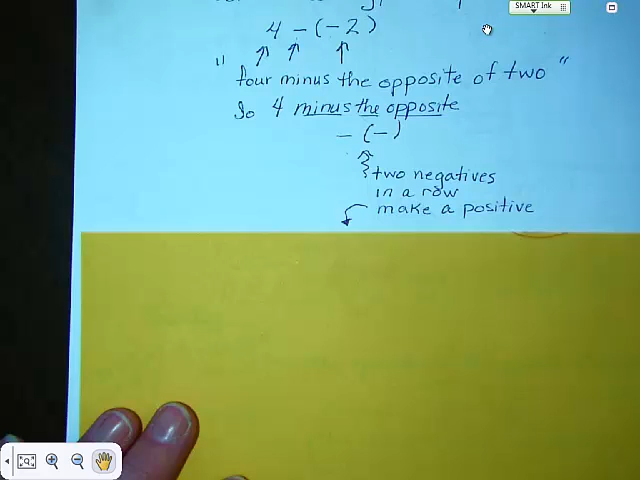 SMART Ink
4 - (-2)
"four minus the opposite of two"
So 4 minus the opposite
- (-)
two negatives
in a row
make a positive